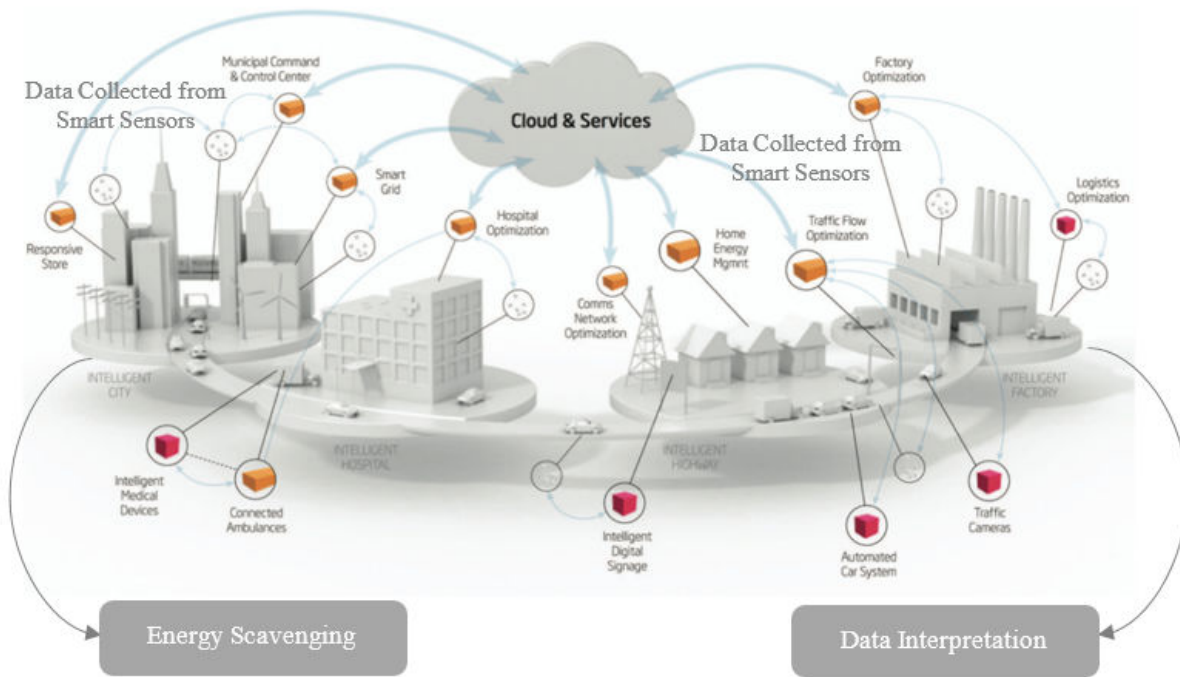 Municipal Command
& Control Center
Data Collected from
Smart Sensors
Factory
Optimization
Cloud & Services
Data Collected from
Smart Sensors
Smart
Grid
Logistics
Optimization
Responsive
Store
Hospital
Optimization
Home
Energy
Mgmnt
Traffic Flow
Optimization
Comms
Network
Optimization
INTELLIGENT
CITY
INTELLIGENT
HOSPITAL
INTELLIGENT
HIGHWAY
INTELLIGENT
FACTORY
Intelligent
Medical
Devices
Connected
Ambulances
Intelligent
Digital
Signage
Automated
Car System
Traffic
Cameras
Energy Scavenging
Data Interpretation